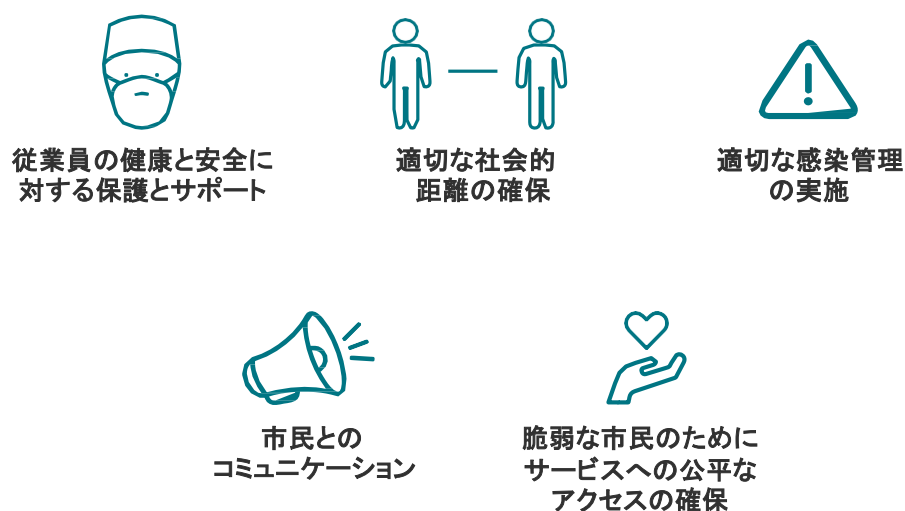 従業員の健康と安全に
対する保護とサポート
適切な社会的
距離の確保
適切な感染管理
の実施
市民との
コミュニケーション
脆弱な市民のために
サービスへの公平な
アクセスの確保